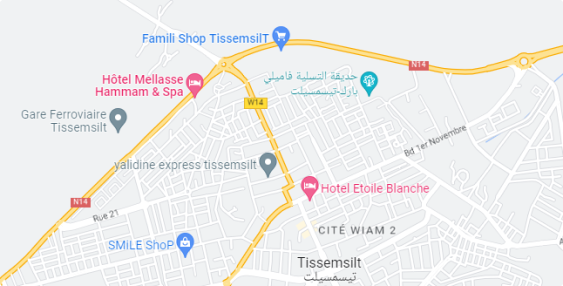 Famili Shop TissemsilT
N14
Hôtel Mellasse
Hammam & Spa
حديقة التسلية فاميلي
بارك-تيسمسيلت
W14
Gare Ferroviaire
Tissemsilt
Bd 1er Novembre
yalidine express tissemsilt
Hotel Etoile Blanche
N14
Rue 21
CITÉ WIAM 2
SMiLE ShoP
Tissemsilt
تيسمسيلت